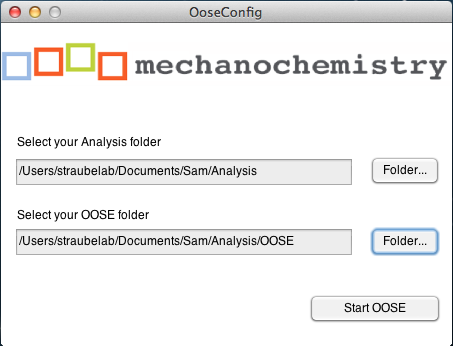 OoseConfig
mechanochemistry
Select your Analysis folder
/Users/straubelab/Documents/Sam/Analysis
Folder...
Select your OOSE folder
/Users/straubelab/Documents/Sam/Analysis/OOSE
Folder...
Start OOSE